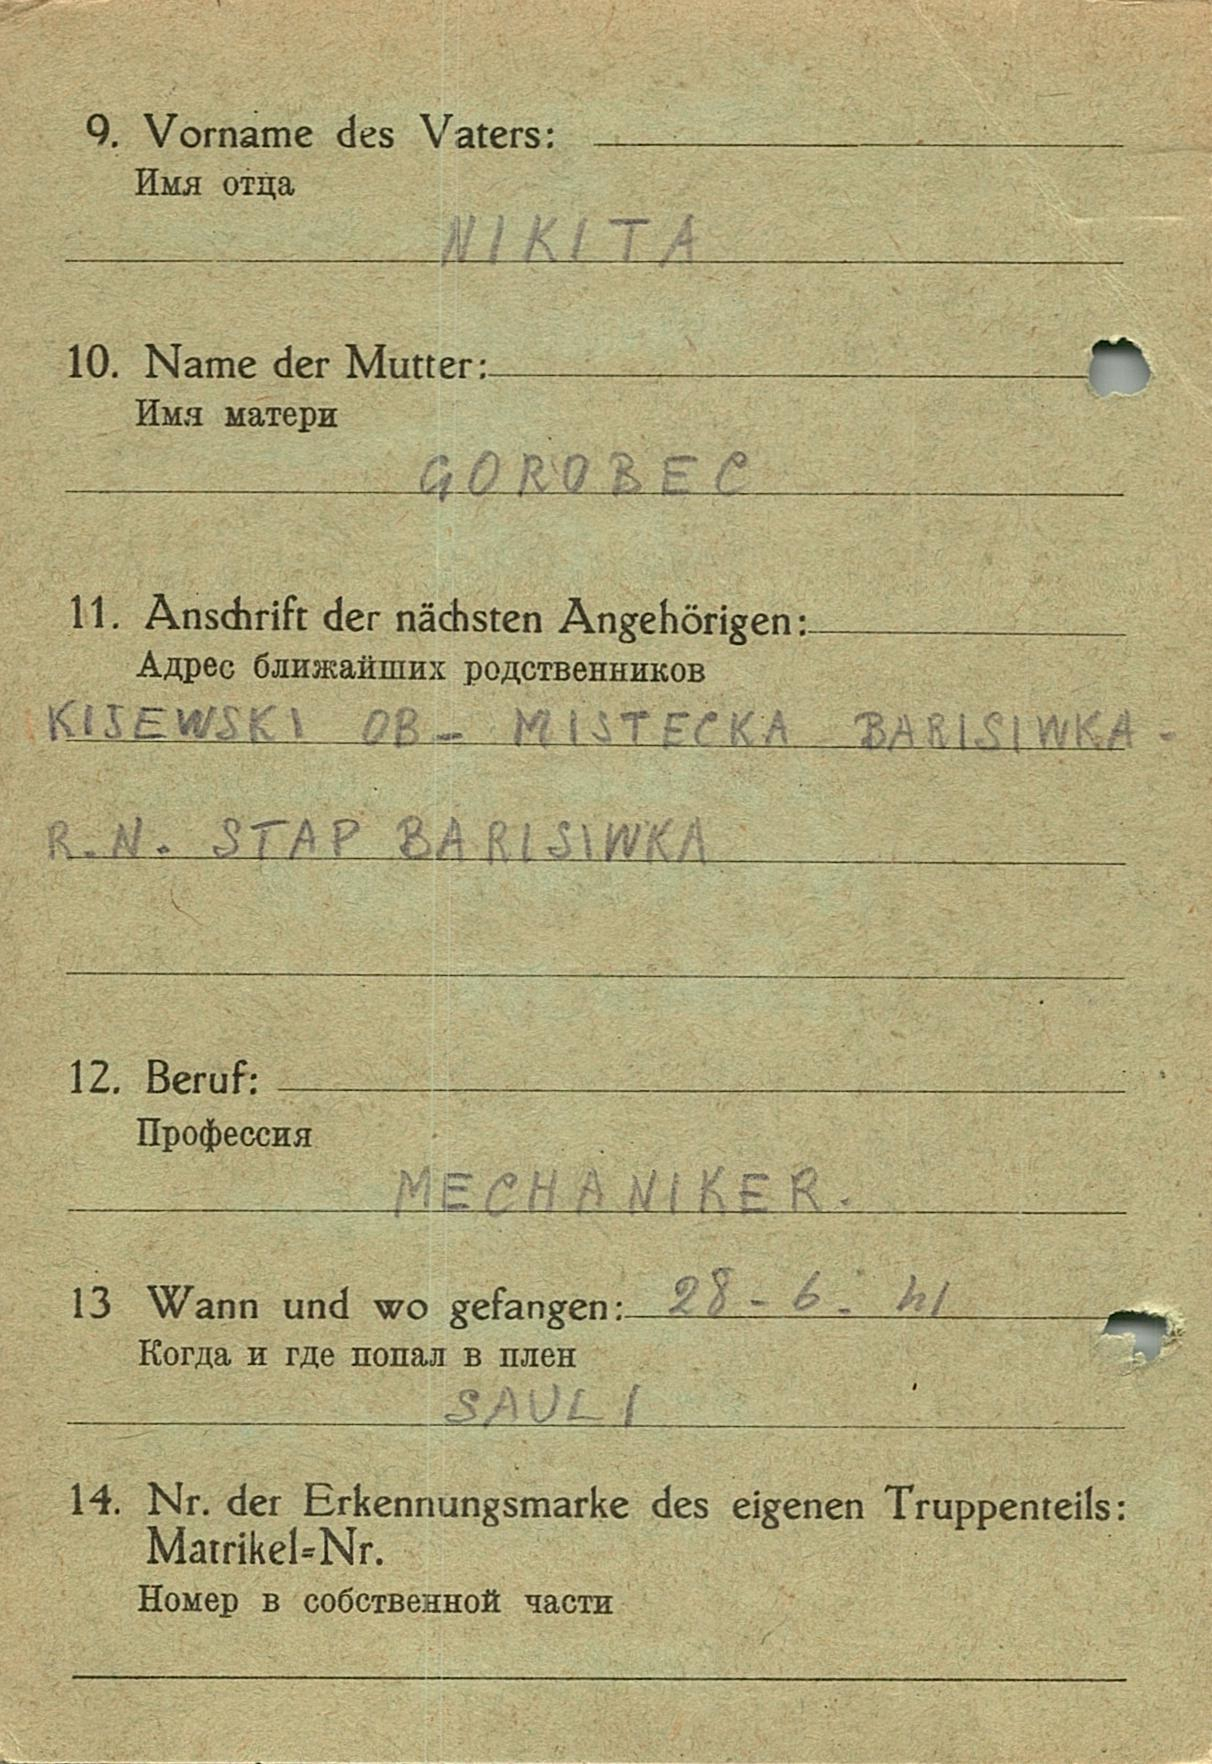 9. Vorname des Vaters:
Имя отца
NIKITA
10. Name der Mutter:
Имя матери
GOROBEC
11. Anschrift der nächsten Angehörigen:
Адрес ближайших родственников
KIJEWSKI OB- MISTECKA BARISIWKA-
R.N. STAP BARISIWKA
12. Beruf:
Профессия
MECHANIKER.
13 Wann und wo gefangen: 28-6. 41
Когда и где попал в плен
SAULI
14. Nr. der Erkennungsmarke des eigenen Truppenteils:
Matrikel=Nr.
Номер в собственной части